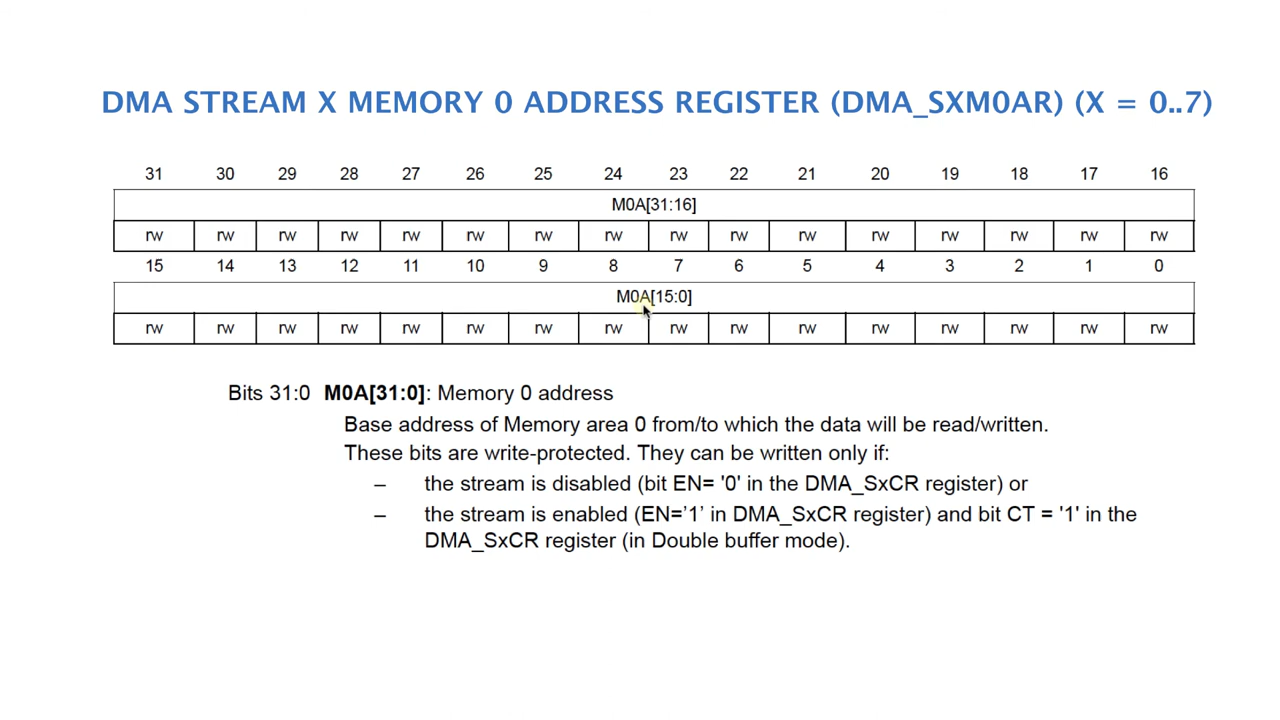 DMA STREAM X MEMORY 0 ADDRESS REGISTER (DMA_SXM0AR) (X = 0..7)
31 30 29 28 27 26 25 24 23 22 21 20 19 18 17 16
M0A[31:16]
rw rw rw rw rw rw rw rw rw rw rw rw rw rw rw rw
15 14 13 12 11 10 9 8 7 6 5 4 3 2 1 0
M0A[15:0]
rw rw rw rw rw rw rw rw rw rw rw rw rw rw rw rw
Bits 31:0 M0A[31:0]: Memory 0 address
Base address of Memory area 0 from/to which the data will be read/written.
These bits are write-protected. They can be written only if:
– the stream is disabled (bit EN= '0' in the DMA_SxCR register) or
– the stream is enabled (EN=’1’ in DMA_SxCR register) and bit CT = '1' in the
DMA_SxCR register (in Double buffer mode).